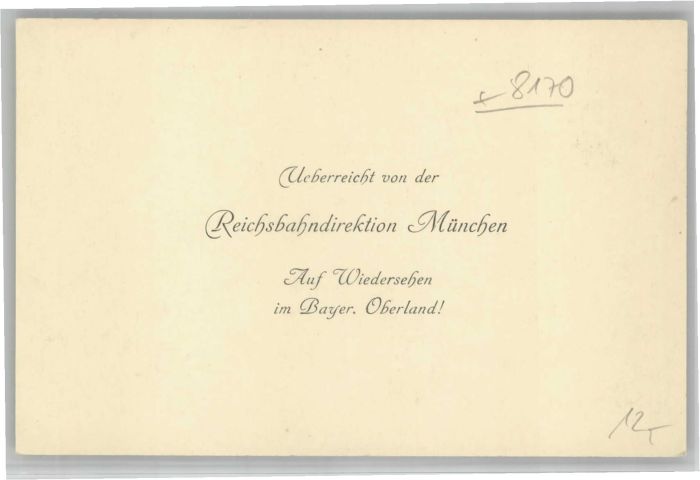 * 8170
Ueberreicht von der
Reichsbahndirektion München
Auf Wiedersehen
im Bayer. Oberland!
12,-